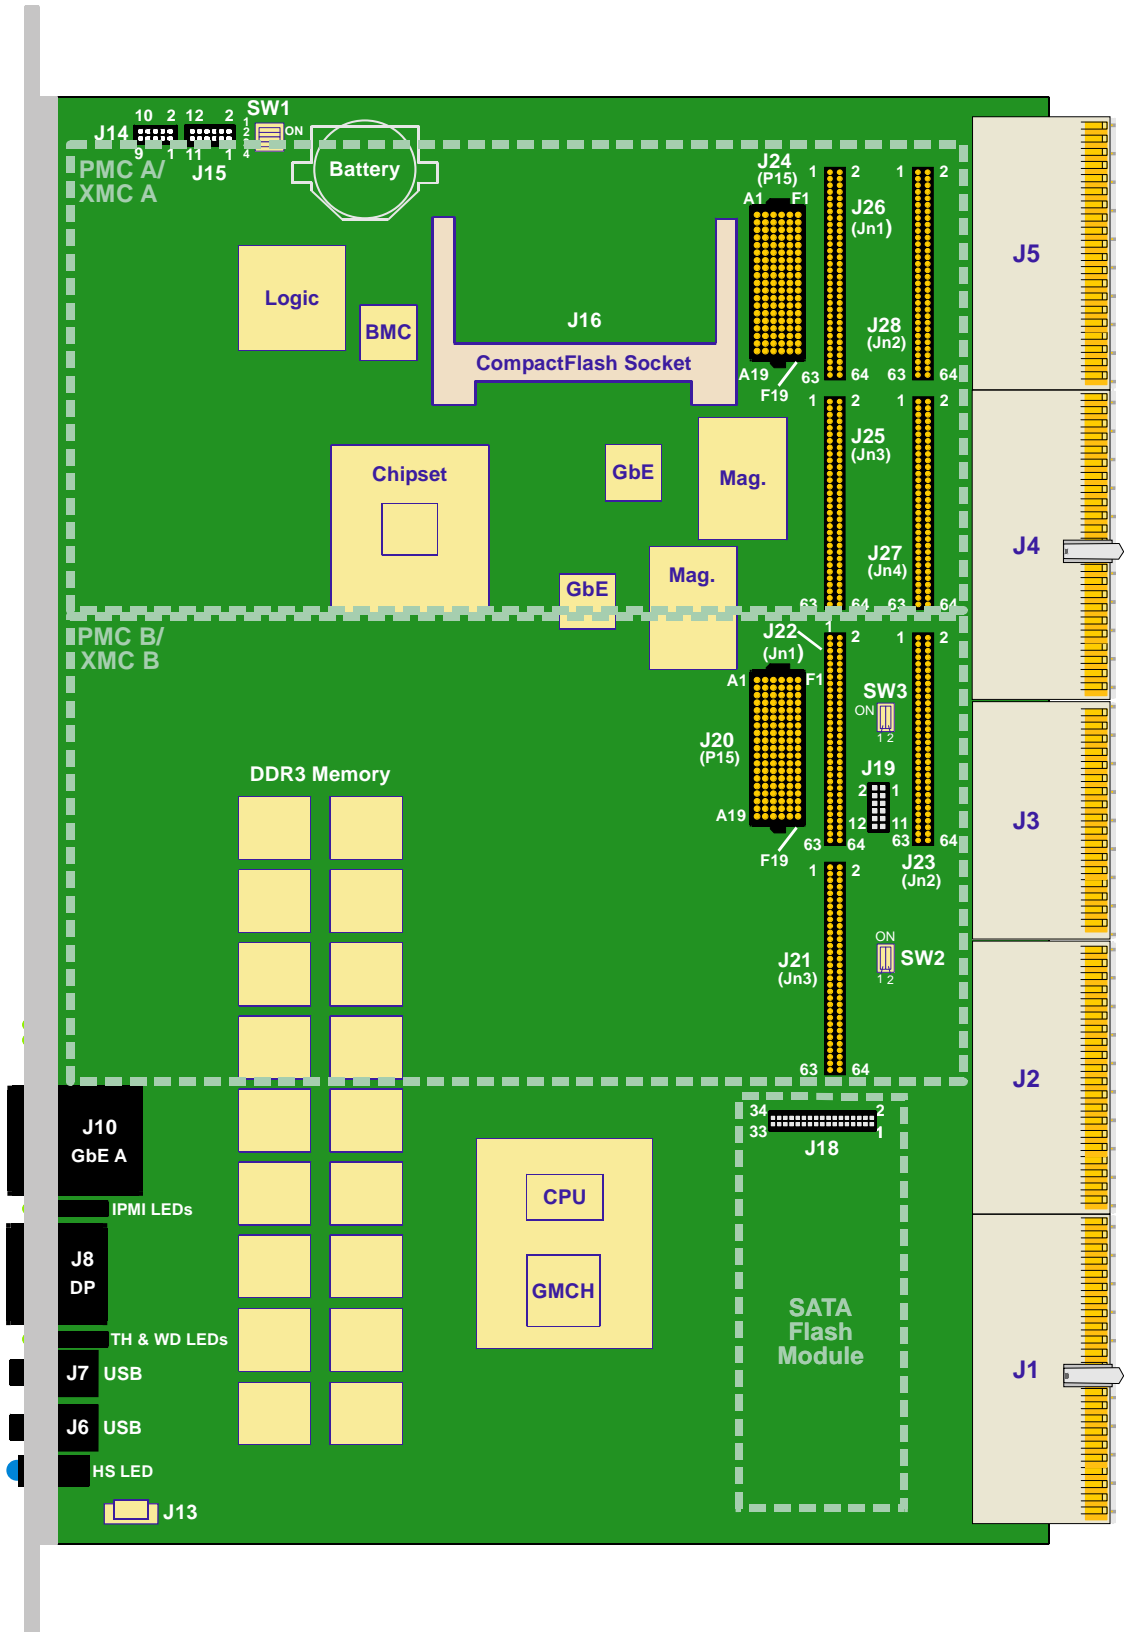 SW1
10 2 12 2
1
2
3
4
ON
J14
9 1 11 1
J15
PMC A/
XMC A
Battery
J24
(P15)
A1 F1
1 2
1 2
J26
(Jn1)
J5
Logic
BMC
J16
CompactFlash Socket
J28
(Jn2)
A19
F19
63 64
63 64
1 2
1 2
J25
(Jn3)
Chipset
GbE
Mag.
J4
J27
(Jn4)
GbE
Mag.
63 64
63 64
PMC B/
XMC B
J22
(Jn1)
1
2
1 2
A1 F1
SW3
ON
1 2
J20
(P15)
J19
2 1
12 11
DDR3 Memory
A19
F19
63 64
63 64
J3
J23
(Jn2)
1 2
J21
(Jn3)
ON
SW2
1 2
63 64
J2
J10
GbE A
34 2
33 1
J18
IPMI LEDs
CPU
J8
DP
GMCH
SATA
Flash
Module
TH & WD LEDs
J7 USB
J1
J6 USB
HS LED
J13